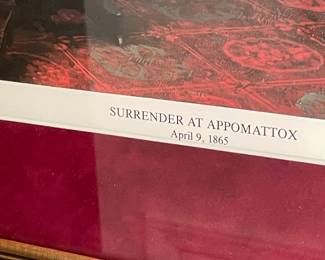 SURRENDER AT APPOMATTOX
April 9, 1865